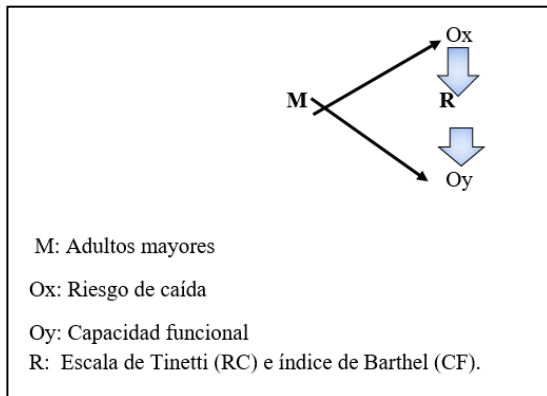 Ox
M
R
Oy
M: Adultos mayores
Ox: Riesgo de caída
Oy: Capacidad funcional
R: Escala de Tinetti (RC) e índice de Barthel (CF).